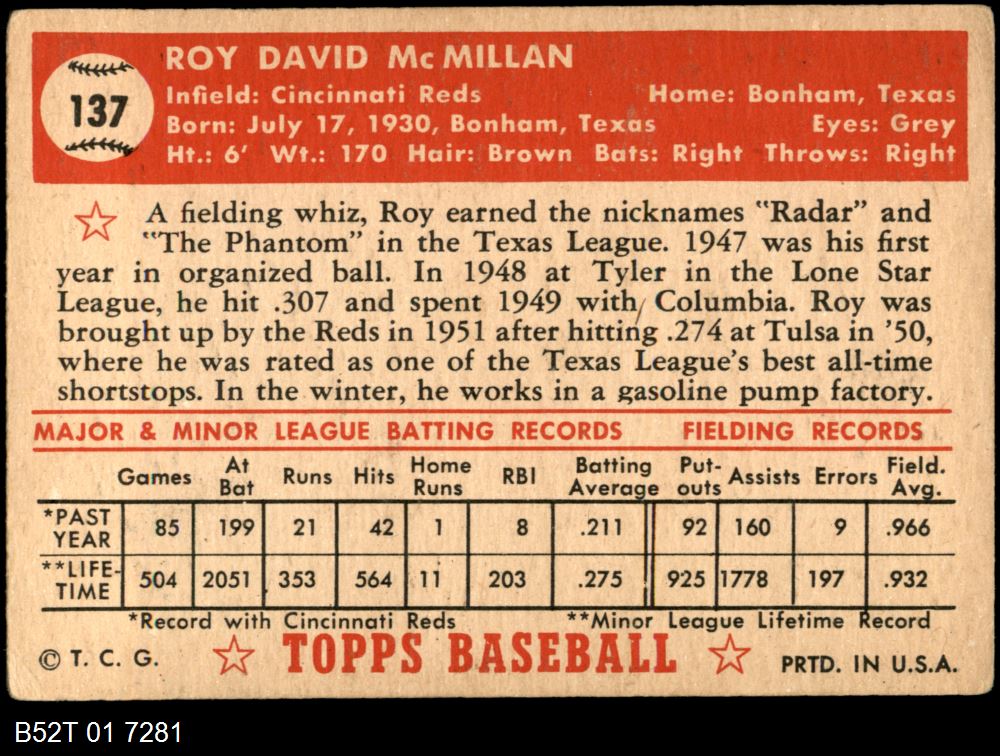 137
ROY DAVID McMILLAN
Infield: Cincinnati Reds Home: Bonham, Texas
Born: July 17, 1930, Bonham, Texas Eyes: Grey
Ht.: 6' Wt.: 170 Hair: Brown Bats: Right Throws: Right
A fielding whiz, Roy earned the nicknames "Radar" and
"The Phantom" in the Texas League. 1947 was his first
year in organized ball. In 1948 at Tyler in the Lone Star
League, he hit .307 and spent 1949 with Columbia. Roy was
brought up by the Reds in 1951 after hitting .274 at Tulsa in '50,
where he was rated as one of the Texas League's best all-time
shortstops. In the winter, he works in a gasoline pump factory.
MAJOR & MINOR LEAGUE BATTING RECORDS FIELDING RECORDS
Games At Bat Runs Hits Home Runs RBI Batting Average Put-outs Assists Errors Field. Avg.
*PAST YEAR 85 199 21 42 1 8 .211 92 160 9 .966
**LIFE-TIME 504 2051 353 564 11 203 .275 925 1778 197 .932
*Record with Cincinnati Reds **Minor League Lifetime Record
© T. C. G. TOPPS BASEBALL PRTD. IN U.S.A.
B52T 01 7281